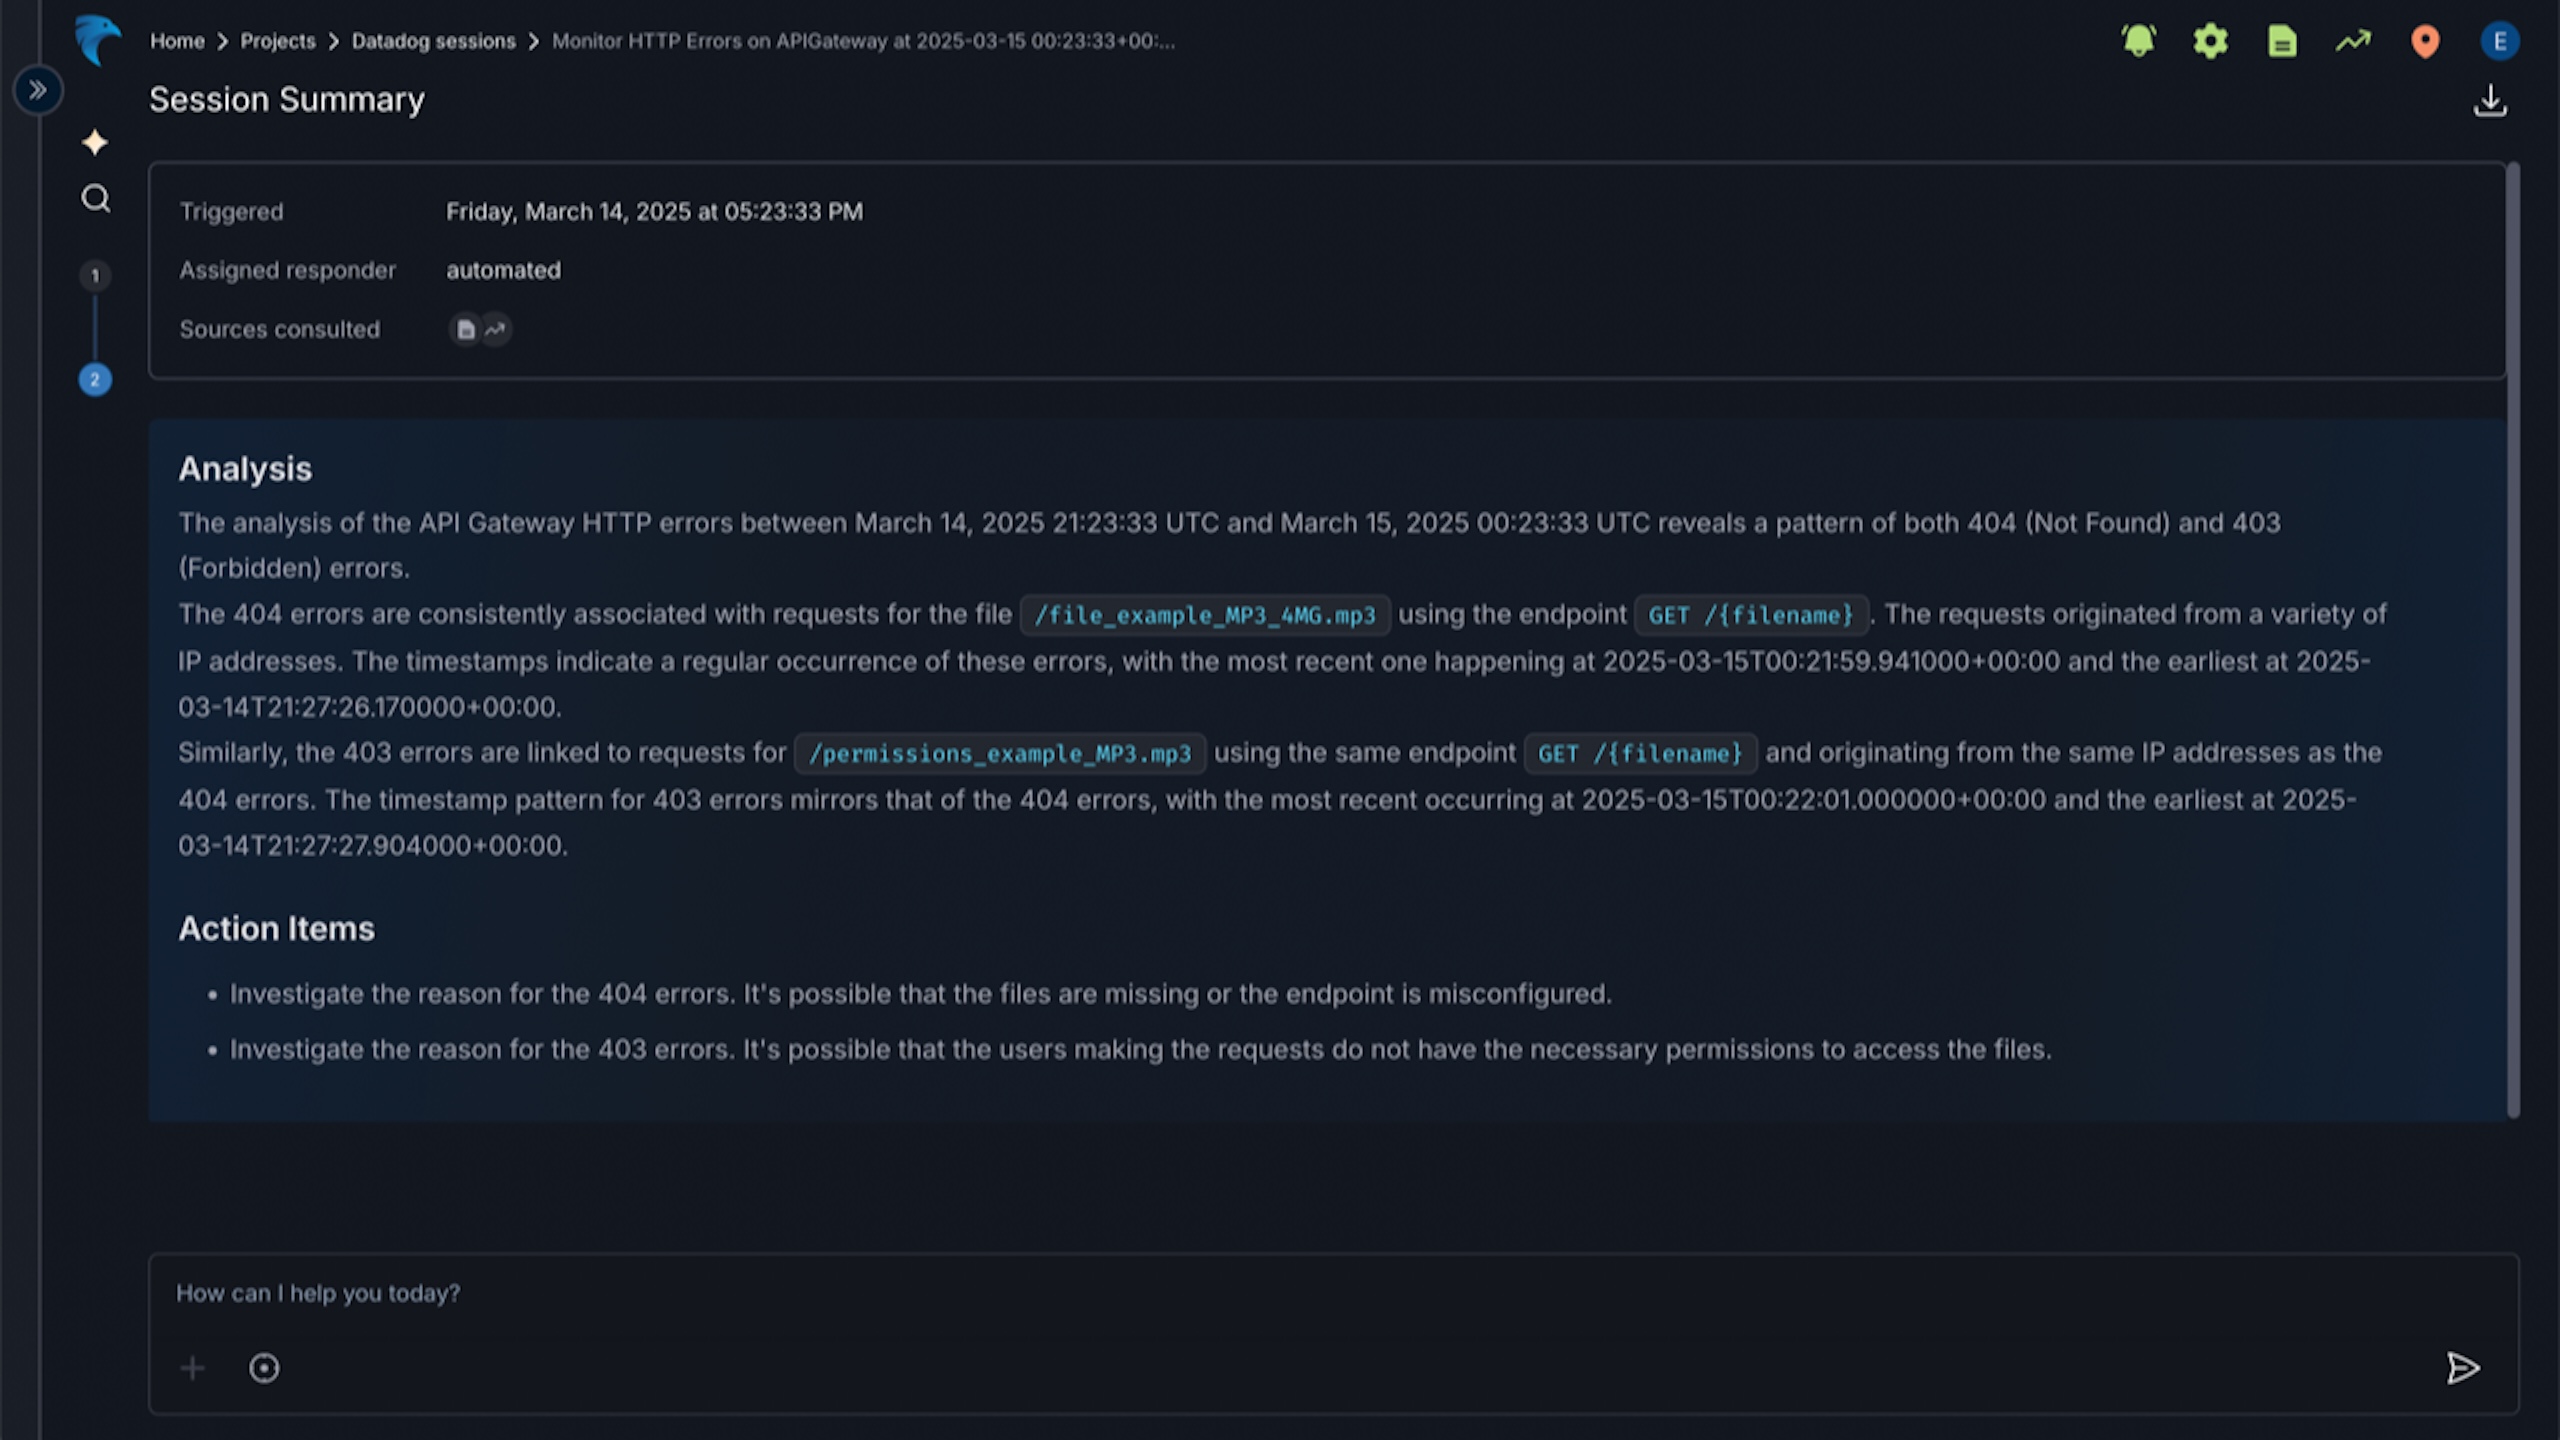 Home > Projects > Datadog sessions > Monitor HTTP Errors on APIGateway at 2025-03-15 00:23:33+00:...
E
Session Summary
Triggered Friday, March 14, 2025 at 05:23:33 PM
1
Assigned responder automated
Sources consulted
2
Analysis
The analysis of the API Gateway HTTP errors between March 14, 2025 21:23:33 UTC and March 15, 2025 00:23:33 UTC reveals a pattern of both 404 (Not Found) and 403
(Forbidden) errors.
The 404 errors are consistently associated with requests for the file /file_example_MP3_4MG.mp3 using the endpoint GET /{filename} . The requests originated from a variety of
IP addresses. The timestamps indicate a regular occurrence of these errors, with the most recent one happening at 2025-03-15T00:21:59.941000+00:00 and the earliest at 2025-
03-14T21:27:26.170000+00:00.
Similarly, the 403 errors are linked to requests for /permissions_example_MP3.mp3 using the same endpoint GET /{filename} and originating from the same IP addresses as the
404 errors. The timestamp pattern for 403 errors mirrors that of the 404 errors, with the most recent occurring at 2025-03-15T00:22:01.000000+00:00 and the earliest at 2025-
03-14T21:27:27.904000+00:00.
Action Items
• Investigate the reason for the 404 errors. It's possible that the files are missing or the endpoint is misconfigured.
• Investigate the reason for the 403 errors. It's possible that the users making the requests do not have the necessary permissions to access the files.
How can I help you today?